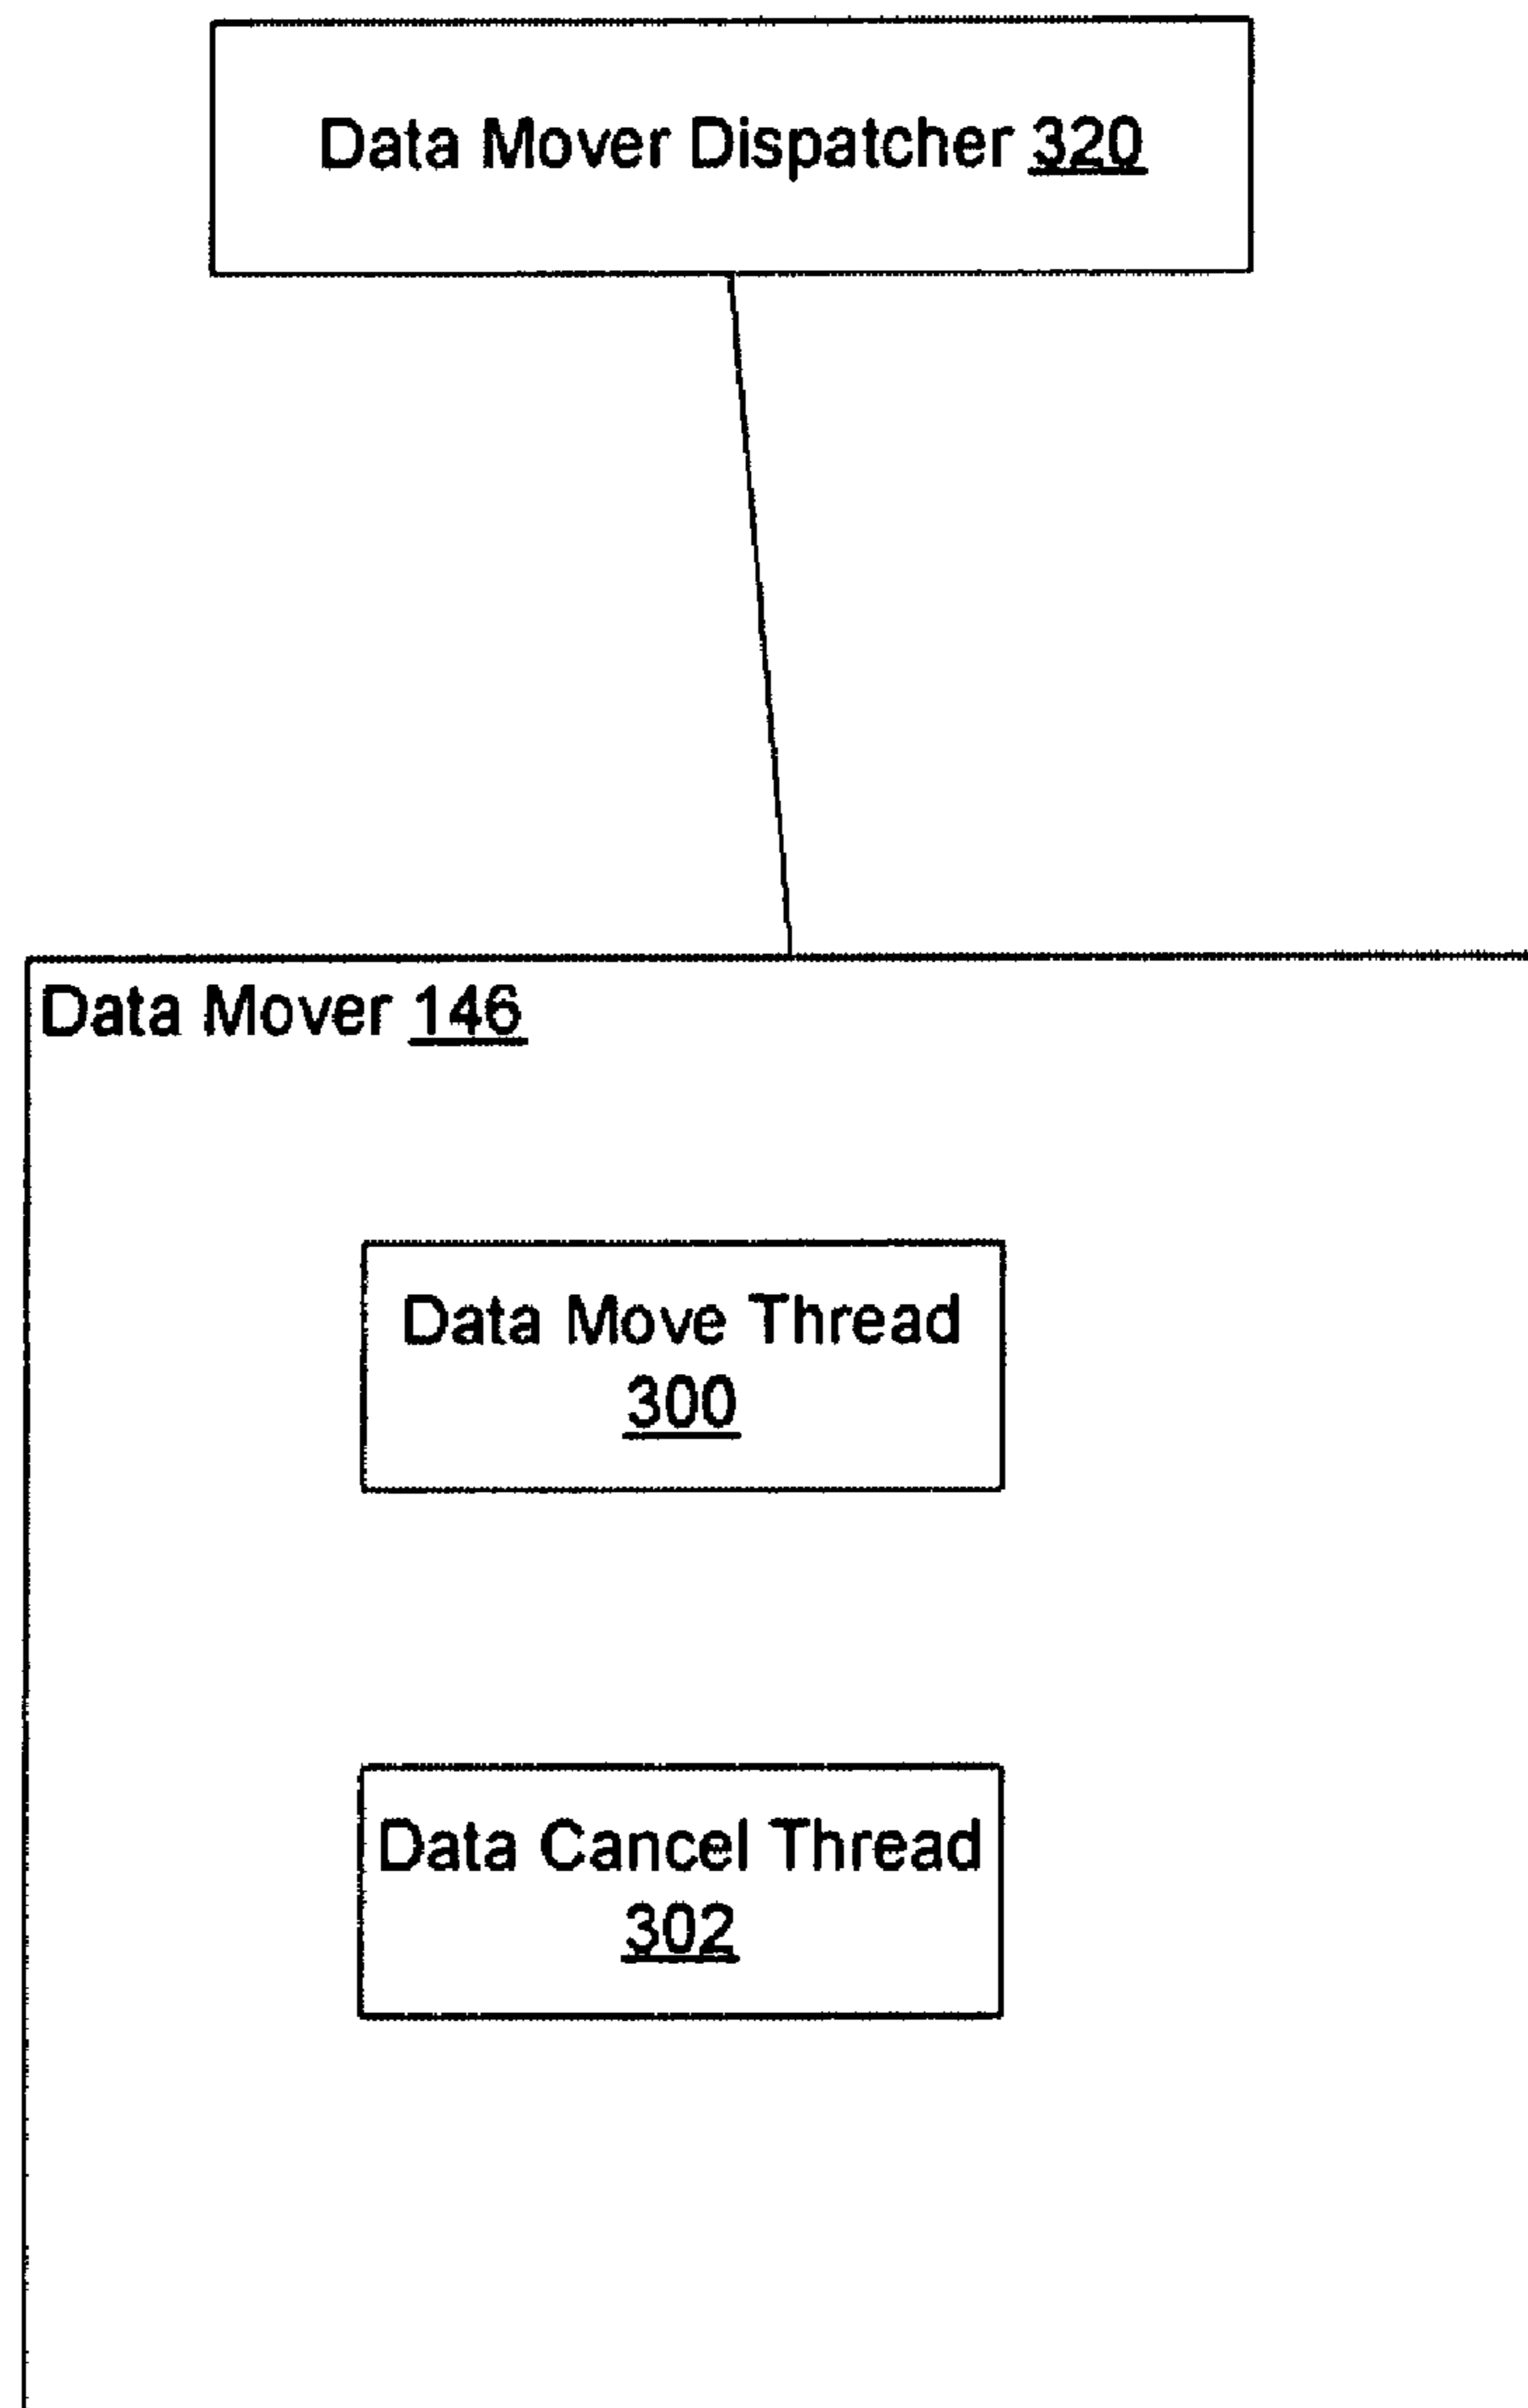 Data Mover Dispatcher 320
Data Mover 146
Data Move Thread
300
Data Cancel Thread
302